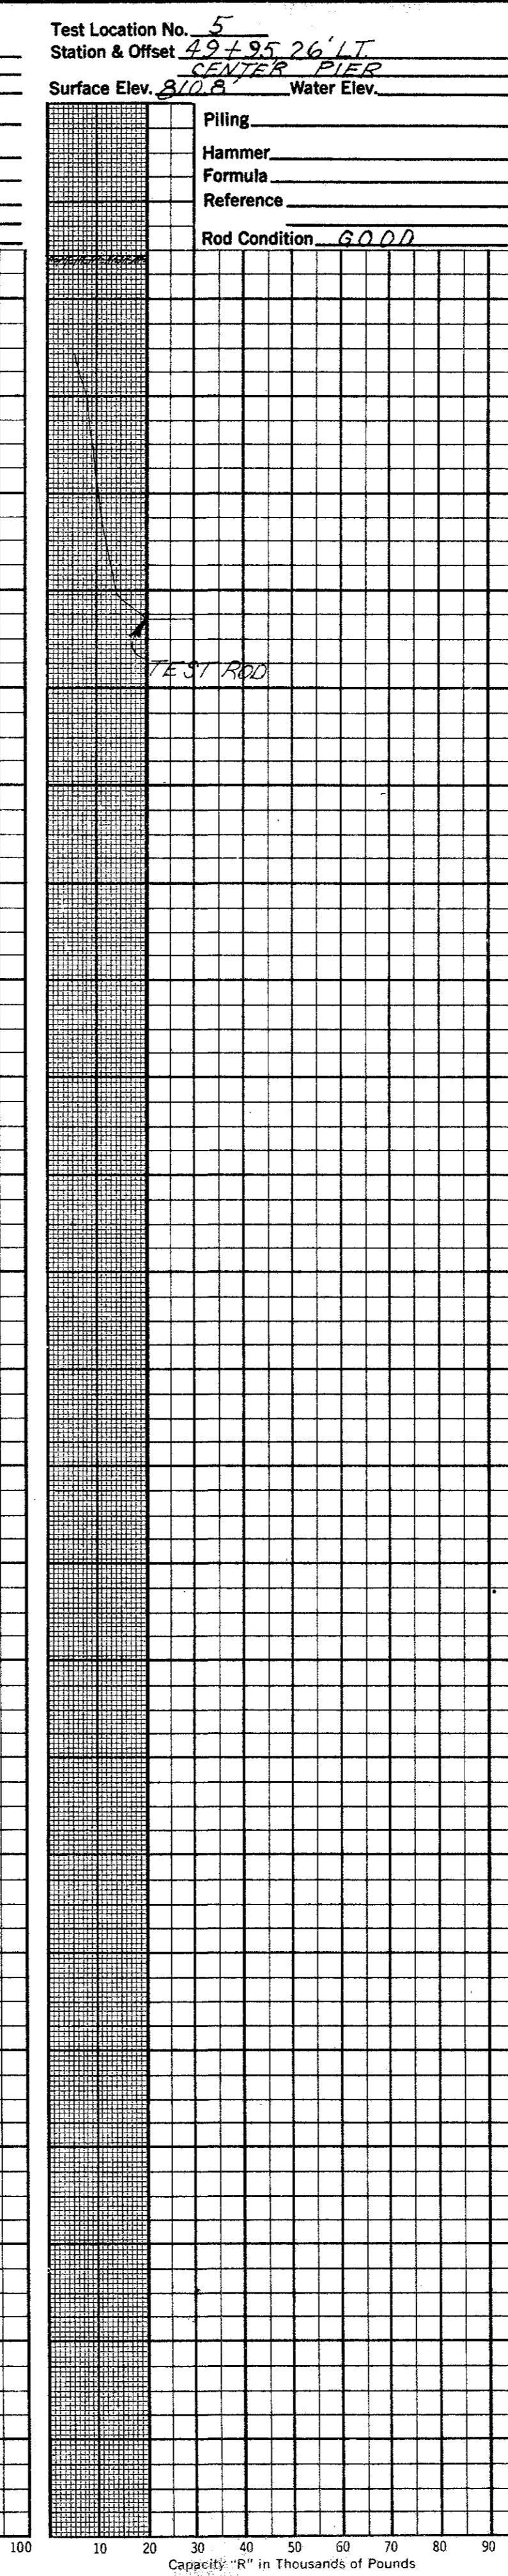 Test Location No. 5
Station & Offset 49+95 26' LT
CENTER PIER
Surface Elev. 810.8 Water Elev.
Piling
Hammer
Formula
Reference
Rod Condition GOOD
TEST ROD
100 10 20 30 40 50 60 70 80 90
Capacity "R" in Thousands of Pounds